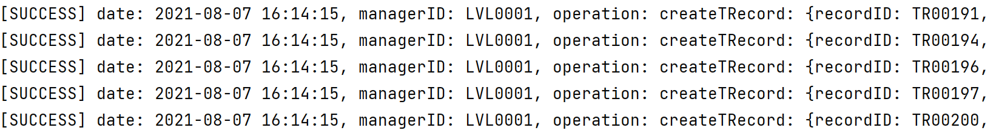 [SUCCESS] date: 2021-08-07 16:14:15, managerID: LVL0001, operation: createTRecord: {recordID: TR00191,
[SUCCESS] date: 2021-08-07 16:14:15, managerID: LVL0001, operation: createTRecord: {recordID: TR00194,
[SUCCESS] date: 2021-08-07 16:14:15, managerID: LVL0001, operation: createTRecord: {recordID: TR00196,
[SUCCESS] date: 2021-08-07 16:14:15, managerID: LVL0001, operation: createTRecord: {recordID: TR00197,
[SUCCESS] date: 2021-08-07 16:14:15, managerID: LVL0001, operation: createTRecord: {recordID: TR00200,